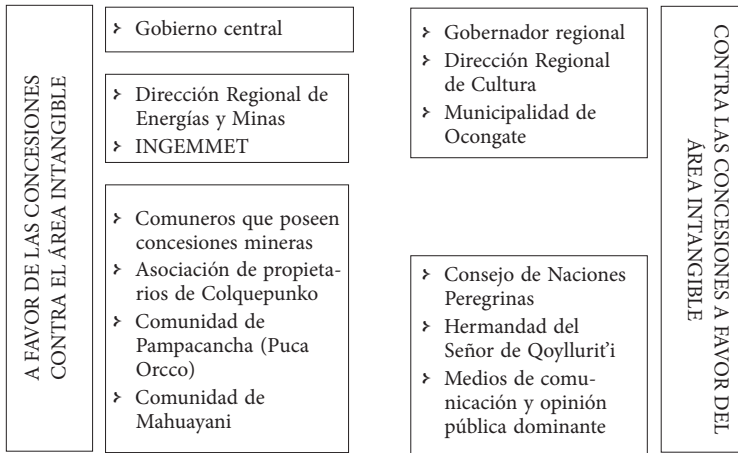 A FAVOR DE LAS CONCESIONES
CONTRA EL ÁREA INTANGIBLE
➢ Gobierno central
➢ Dirección Regional de
Energías y Minas
➢ INGEMMET
➢ Comuneros que poseen
concesiones mineras
➢ Asociación de propieta-
rios de Colquepunko
➢ Comunidad de
Pampacancha (Puca
Orcco)
➢ Comunidad de
Mahuayani
➢ Gobernador regional
➢ Dirección Regional
de Cultura
➢ Municipalidad de
Ocongate
➢ Consejo de Naciones
Peregrinas
➢ Hermandad del
Señor de Qoyllurit’i
➢ Medios de comu-
nicación y opinión
pública dominante
CONTRA LAS CONCESIONES A FAVOR DEL
ÁREA INTANGIBLE